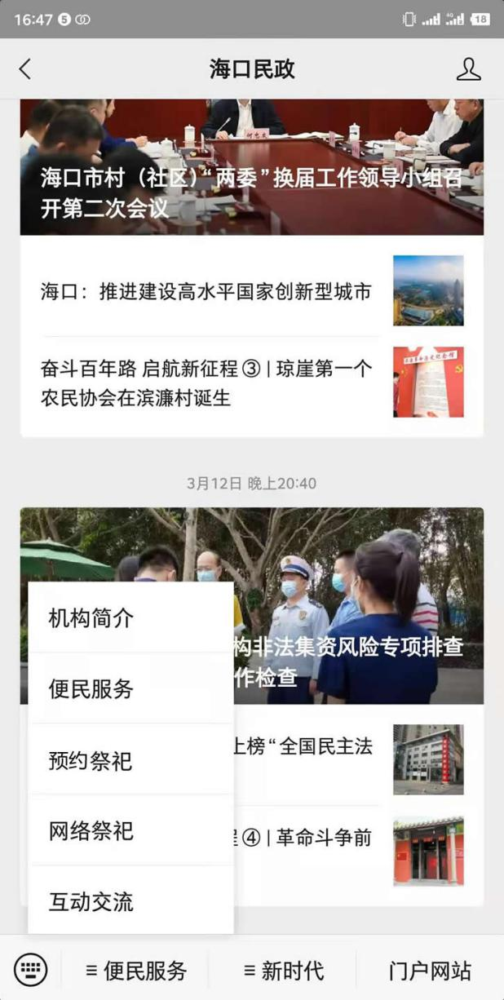 16:47 5
4G 18
海口民政
何忠友
海口市村（社区）“两委”换届工作领导小组召
开第二次会议
海口：推进建设高水平国家创新型城市
奋斗百年路 启航新征程③ | 琼崖第一个
农民协会在滨濂村诞生
3月12日 晚上20:40
构非法集资风险专项排查
作检查
上榜“全国民主法
程④ | 革命斗争前
机构简介
便民服务
预约祭祀
网络祭祀
互动交流
≡ 便民服务
≡ 新时代
门户网站